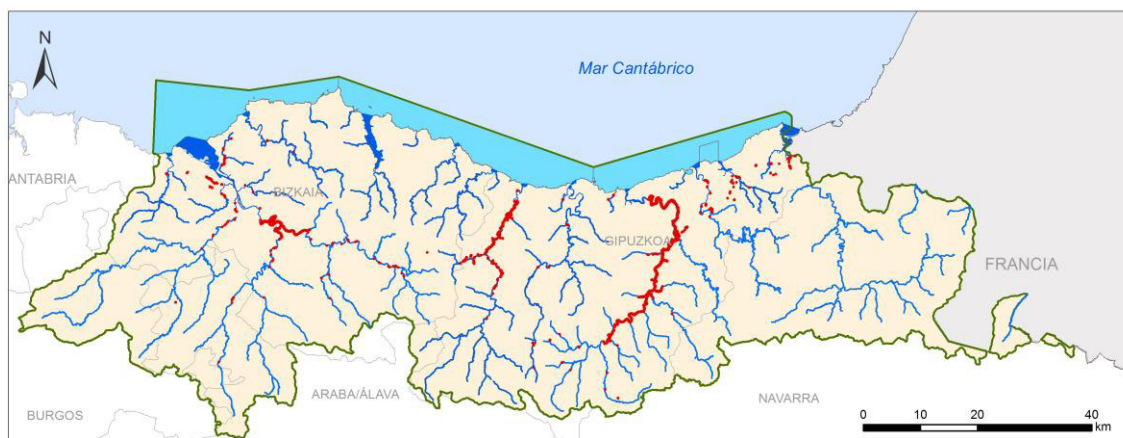 N
Mar Cantábrico
ANTABRIA
BIZKAIA
GIPUZKOA
FRANCIA
ARABA/ÁLAVA
NAVARRA
BURGOS
0 10 20 40
km